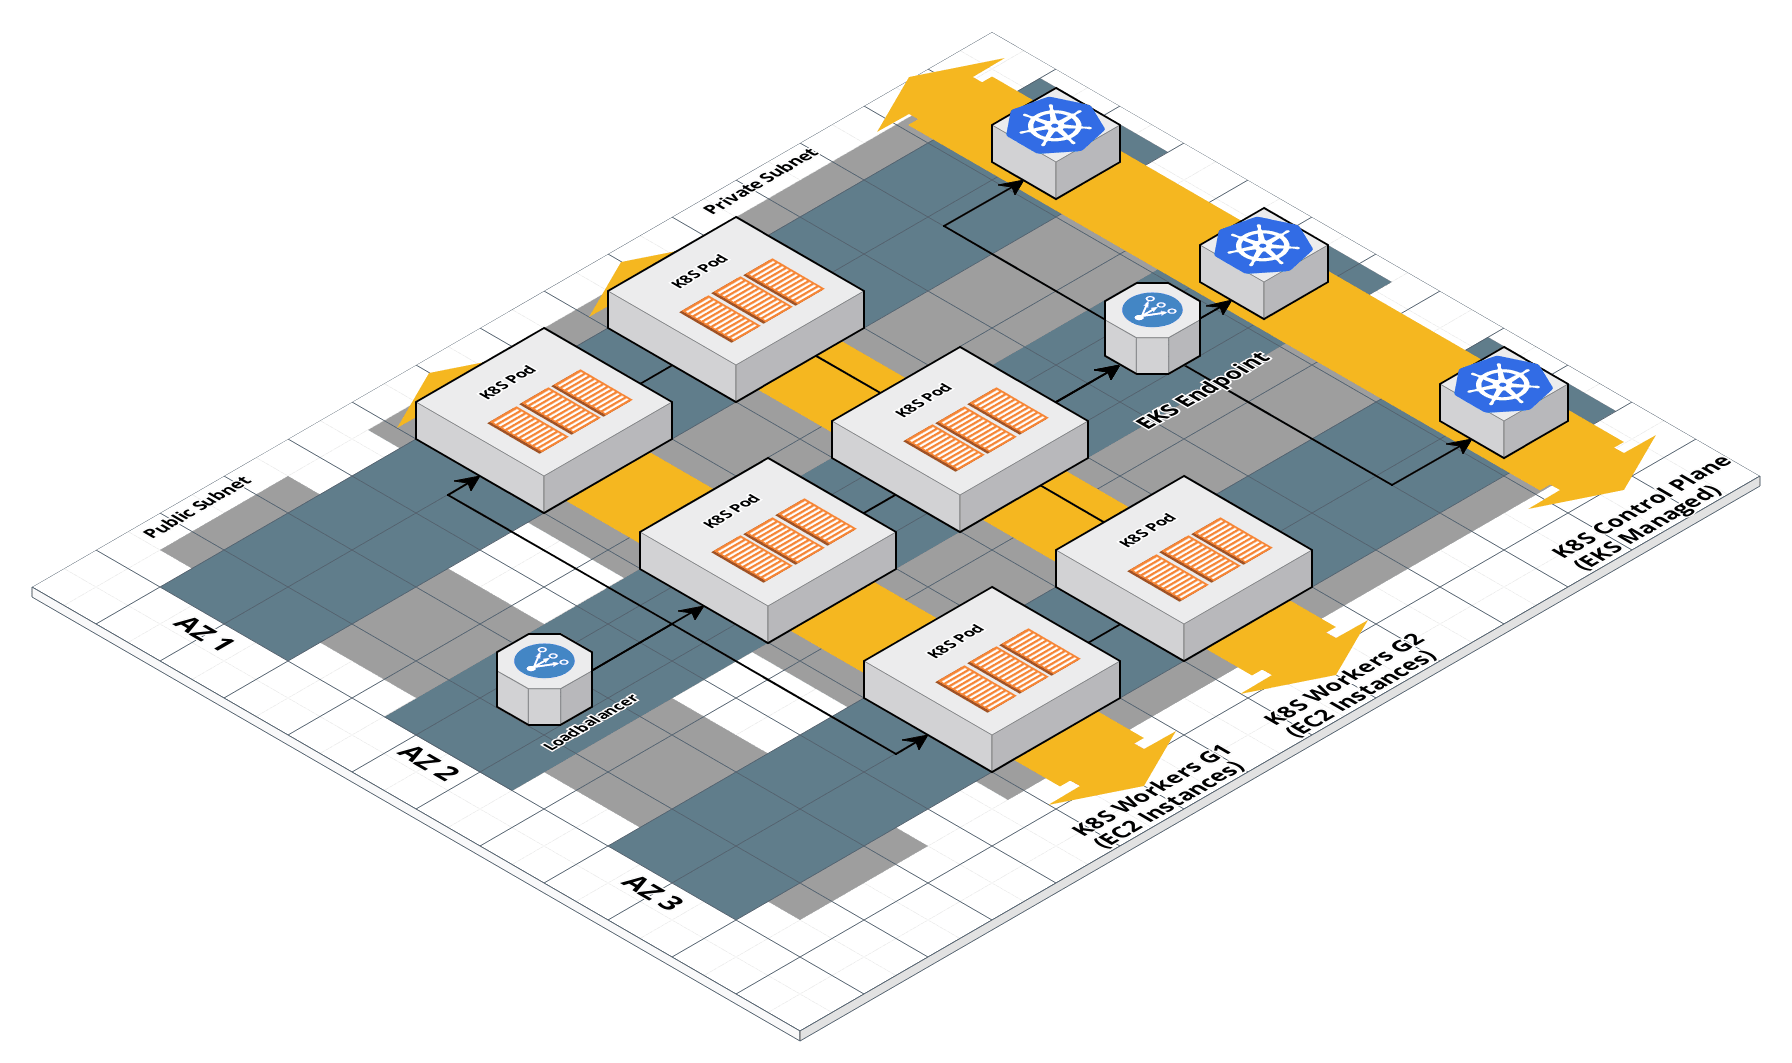 Private Subnet
K8S Pod
K8S Pod
K8S Pod
K8S Pod
K8S Pod
K8S Pod
EKS Endpoint
Public Subnet
Loadbalancer
AZ 1
AZ 2
AZ 3
K8S Control Plane
(EKS Managed)
K8S Workers G2
(EC2 Instances)
K8S Workers G1
(EC2 Instances)